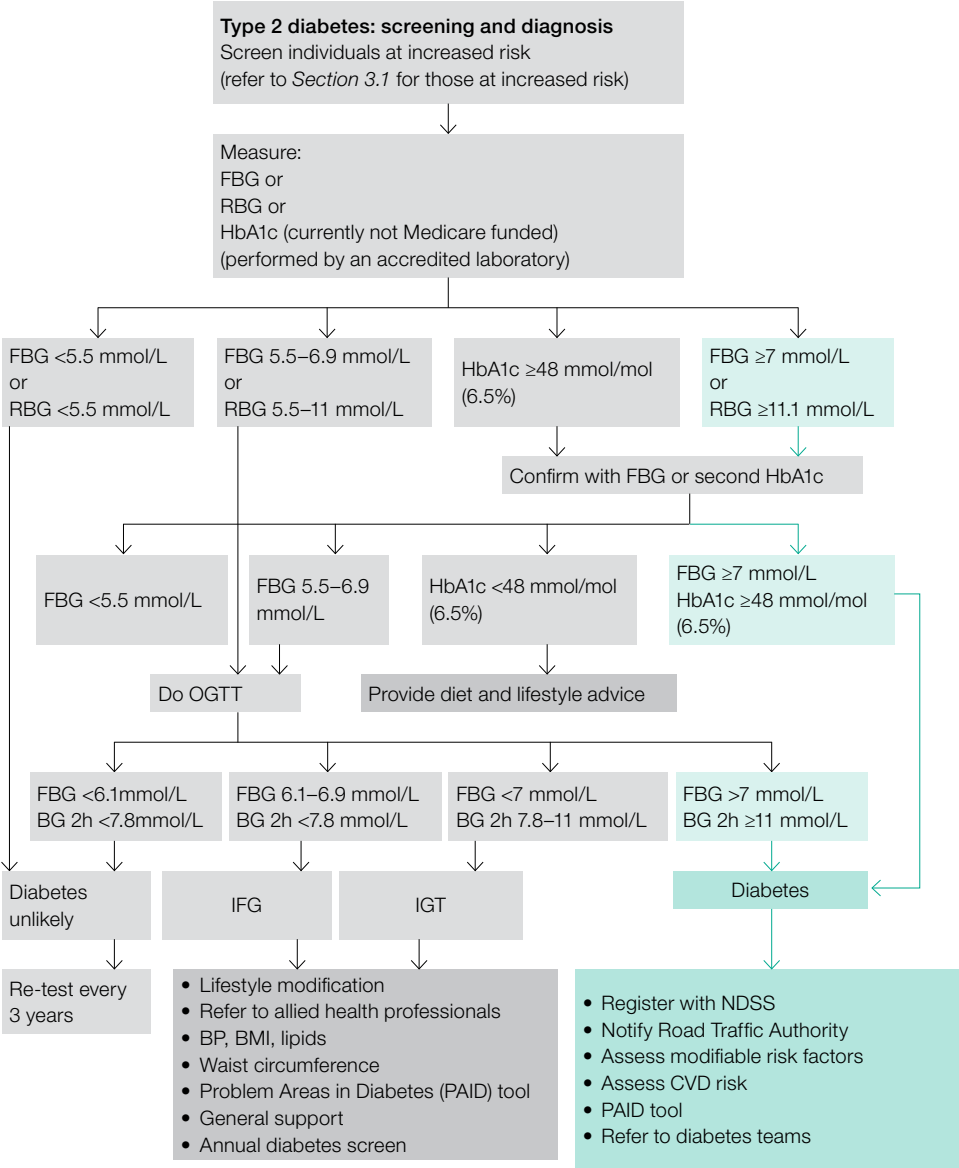 Type 2 diabetes: screening and diagnosis
Screen individuals at increased risk
(refer to Section 3.1 for those at increased risk)
Measure:
FBG or
RBG or
HbA1c (currently not Medicare funded)
(performed by an accredited laboratory)
FBG <5.5 mmol/L
or
RBG <5.5 mmol/L
FBG 5.5–6.9 mmol/L
or
RBG 5.5–11 mmol/L
HbA1c ≥48 mmol/mol
(6.5%)
FBG ≥7 mmol/L
or
RBG ≥11.1 mmol/L
Confirm with FBG or second HbA1c
FBG <5.5 mmol/L
FBG 5.5–6.9
mmol/L
HbA1c <48 mmol/mol
(6.5%)
FBG ≥7 mmol/L
HbA1c ≥48 mmol/mol
(6.5%)
Do OGTT
Provide diet and lifestyle advice
FBG <6.1mmol/L
BG 2h <7.8mmol/L
FBG 6.1–6.9 mmol/L
BG 2h <7.8 mmol/L
FBG <7 mmol/L
BG 2h 7.8–11 mmol/L
FBG >7 mmol/L
BG 2h ≥11 mmol/L
Diabetes
unlikely
IFG
IGT
Diabetes
Re-test every
3 years
• Lifestyle modification
• Refer to allied health professionals
• BP, BMI, lipids
• Waist circumference
• Problem Areas in Diabetes (PAID) tool
• General support
• Annual diabetes screen
• Register with NDSS
• Notify Road Traffic Authority
• Assess modifiable risk factors
• Assess CVD risk
• PAID tool
• Refer to diabetes teams